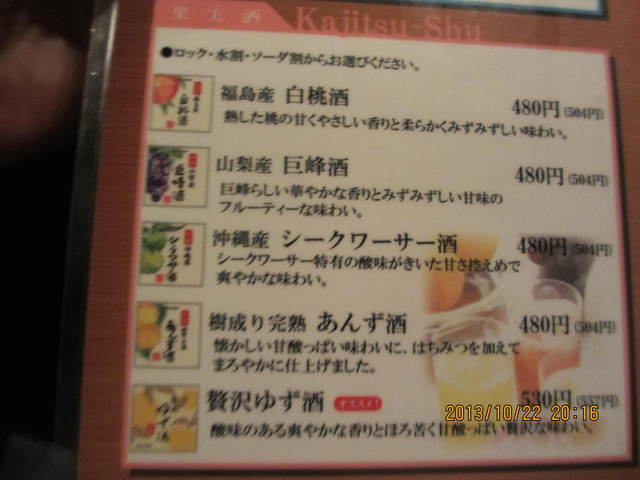 果実酒 Kajitsu-Shu
●ロック・水割・ソーダ割からお選びください。
福島産 白桃酒 480円(504円)
熟した桃の甘くやさしい香りと柔らかくみずみずしい味わい。
山梨産 巨峰酒 480円(504円)
巨峰らしい華やかな香りとみずみずしい甘味の
フルーティーな味わい。
沖縄産 シークワーサー酒 480円(504円)
シークワーサー特有の酸味がきいた甘さ控えめで
爽やかな味わい。
樹成り完熟 あんず酒 480円(504円)
懐かしい甘酸っぱい味わいに、はちみつを加えて
まろやかに仕上げました。
贅沢ゆず酒 オススメ! 530円(557円)
酸味のある爽やかな香りとほろ苦く甘酸っぱい贅沢な味わい。
2013/10/22 20:16